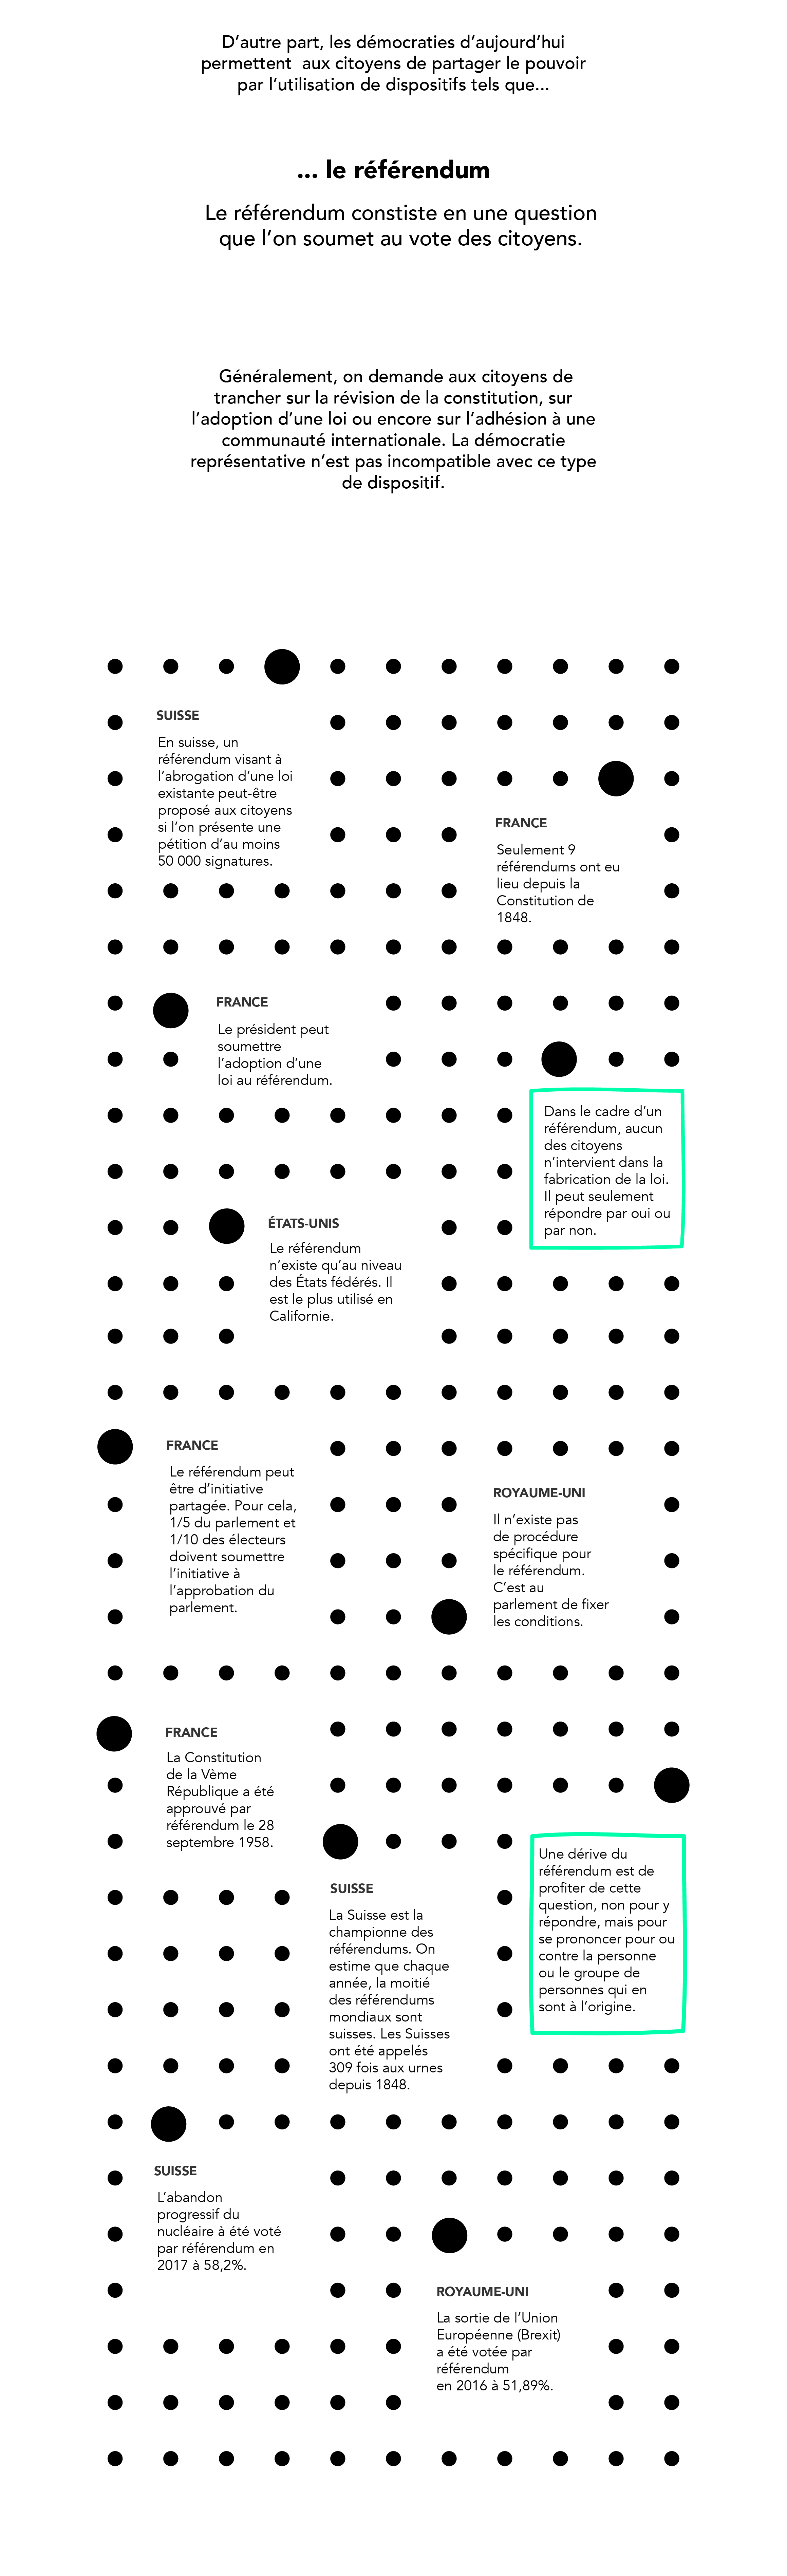 D’autre part, les démocraties d’aujourd’hui
permettent  aux citoyens de partager le pouvoir
par l’utilisation de dispositifs tels que...
... le référendum
Le référendum constiste en une question
que l’on soumet au vote des citoyens.
Généralement, on demande aux citoyens de
trancher sur la révision de la constitution, sur
l’adoption d’une loi ou encore sur l’adhésion à une
communauté internationale. La démocratie
représentative n’est pas incompatible avec ce type
de dispositif.
SUISSE
En suisse, un
référendum visant à
l’abrogation d’une loi
existante peut-être
proposé aux citoyens
si l’on présente une
pétition d’au moins
50 000 signatures.
FRANCE
Seulement 9
référendums ont eu
lieu depuis la
Constitution de
1848.
FRANCE
Le président peut
soumettre
l’adoption d’une
loi au référendum.
Dans le cadre d’un
référendum, aucun
des citoyens
n’intervient dans la
fabrication de la loi.
Il peut seulement
répondre par oui ou
par non.
ÉTATS-UNIS
Le référendum
n’existe qu’au niveau
des États fédérés. Il
est le plus utilisé en
Californie.
FRANCE
Le référendum peut
être d’initiative
partagée. Pour cela,
1/5 du parlement et
1/10 des électeurs
doivent soumettre
l’initiative à
l’approbation du
parlement.
ROYAUME-UNI
Il n’existe pas
de procédure
spécifique pour
le référendum.
C’est au
parlement de fixer
les conditions.
FRANCE
La Constitution
de la Vème
République a été
approuvé par
référendum le 28
septembre 1958.
Une dérive du
référendum est de
profiter de cette
question, non pour y
répondre, mais pour
se prononcer pour ou
contre la personne
ou le groupe de
personnes qui en
sont à l’origine.
SUISSE
La Suisse est la
championne des
référendums. On
estime que chaque
année, la moitié
des référendums
mondiaux sont
suisses. Les Suisses
ont été appelés
309 fois aux urnes
depuis 1848.
SUISSE
L’abandon
progressif du
nucléaire à été voté
par référendum en
2017 à 58,2%.
ROYAUME-UNI
La sortie de l’Union
Européenne (Brexit)
a été votée par
référendum
en 2016 à 51,89%.